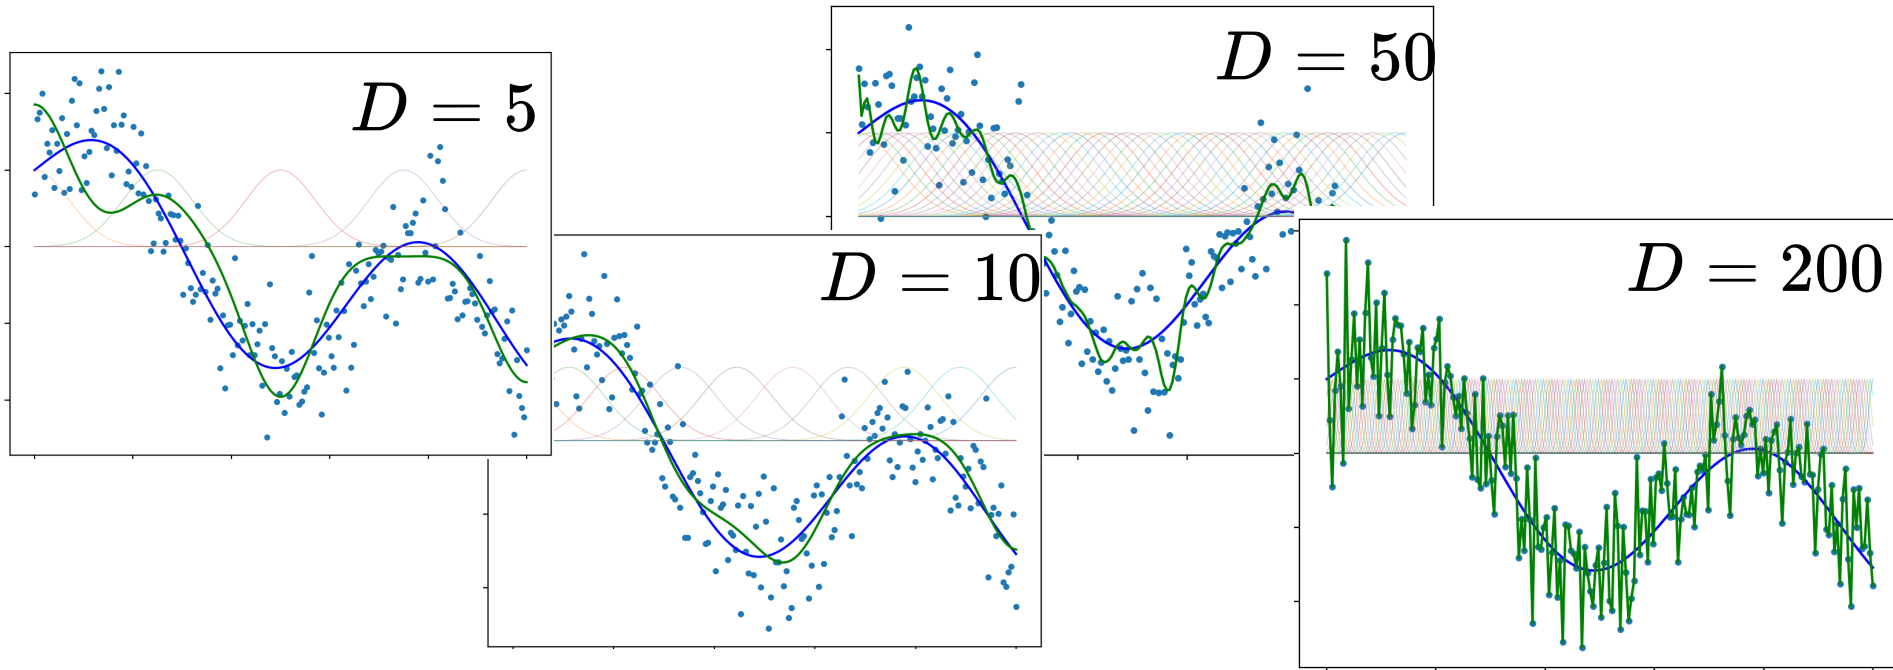 D = 5
D = 10
D = 50
D = 200